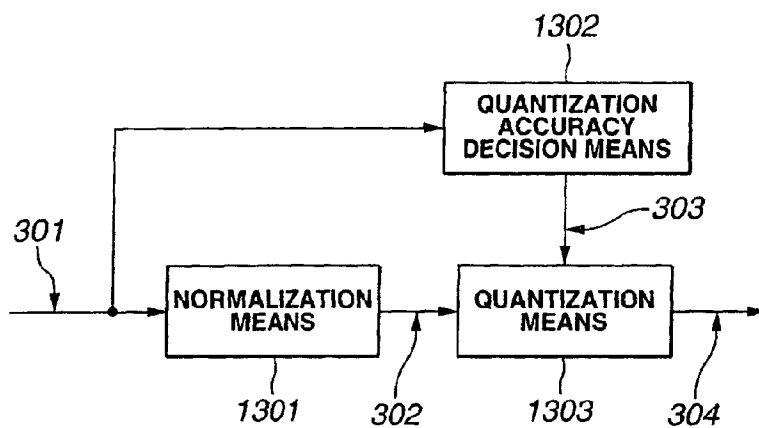 1302
QUANTIZATION
ACCURACY
DECISION MEANS
303
301
NORMALIZATION
MEANS
QUANTIZATION
MEANS
1301
302
1303
304